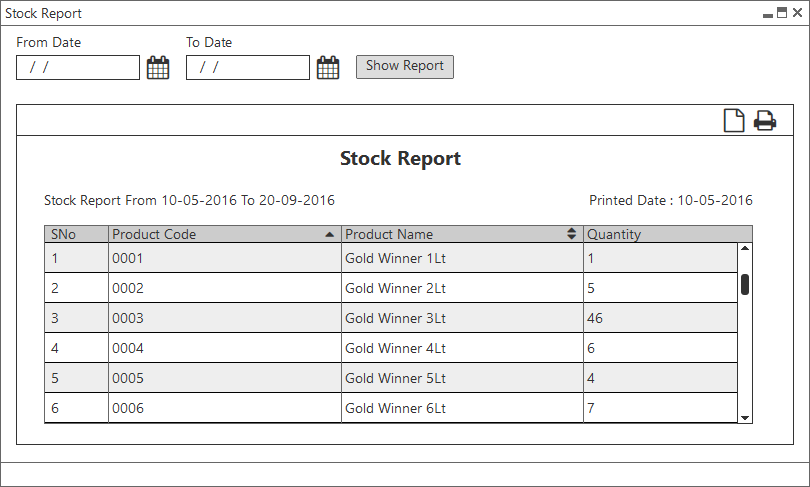 Stock Report
From Date To Date
/ / / / Show Report
Stock Report
Stock Report From 10-05-2016 To 20-09-2016 Printed Date : 10-05-2016
SNo Product Code Product Name Quantity
1 0001 Gold Winner 1Lt 1
2 0002 Gold Winner 2Lt 5
3 0003 Gold Winner 3Lt 46
4 0004 Gold Winner 4Lt 6
5 0005 Gold Winner 5Lt 4
6 0006 Gold Winner 6Lt 7